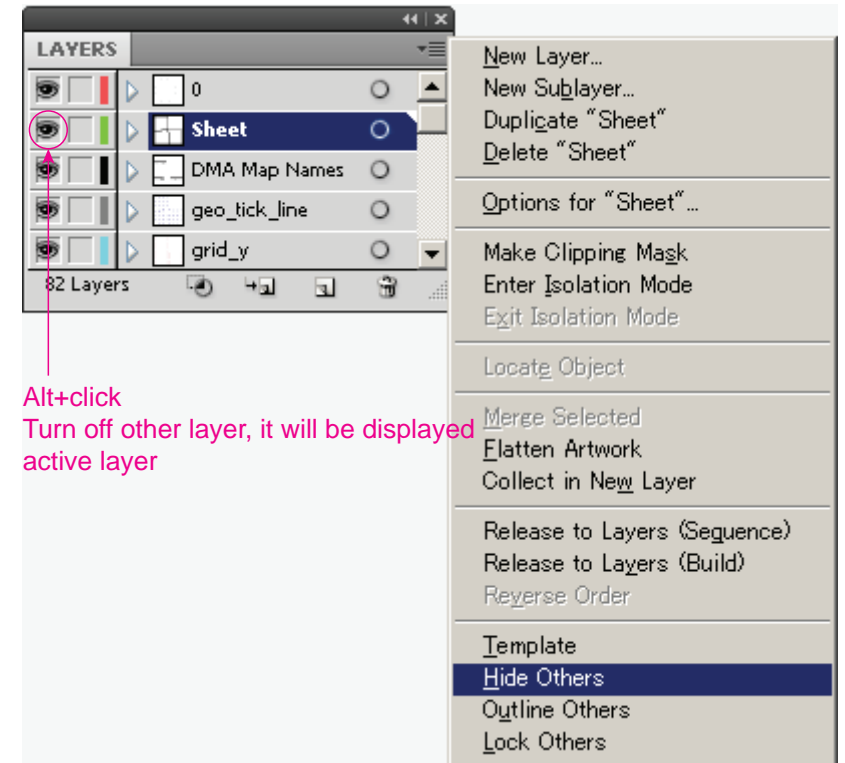 LAYERS
0
Sheet
DMA Map Names
geo_tick_line
grid_y
82 Layers
Alt+click
Turn off other layer, it will be displayed
active layer
New Layer...
New Sublayer...
Duplicate "Sheet"
Delete "Sheet"
Options for "Sheet"...
Make Clipping Mask
Enter Isolation Mode
Exit Isolation Mode
Locate Object
Merge Selected
Flatten Artwork
Collect in New Layer
Release to Layers (Sequence)
Release to Layers (Build)
Reverse Order
Template
Hide Others
Outline Others
Lock Others